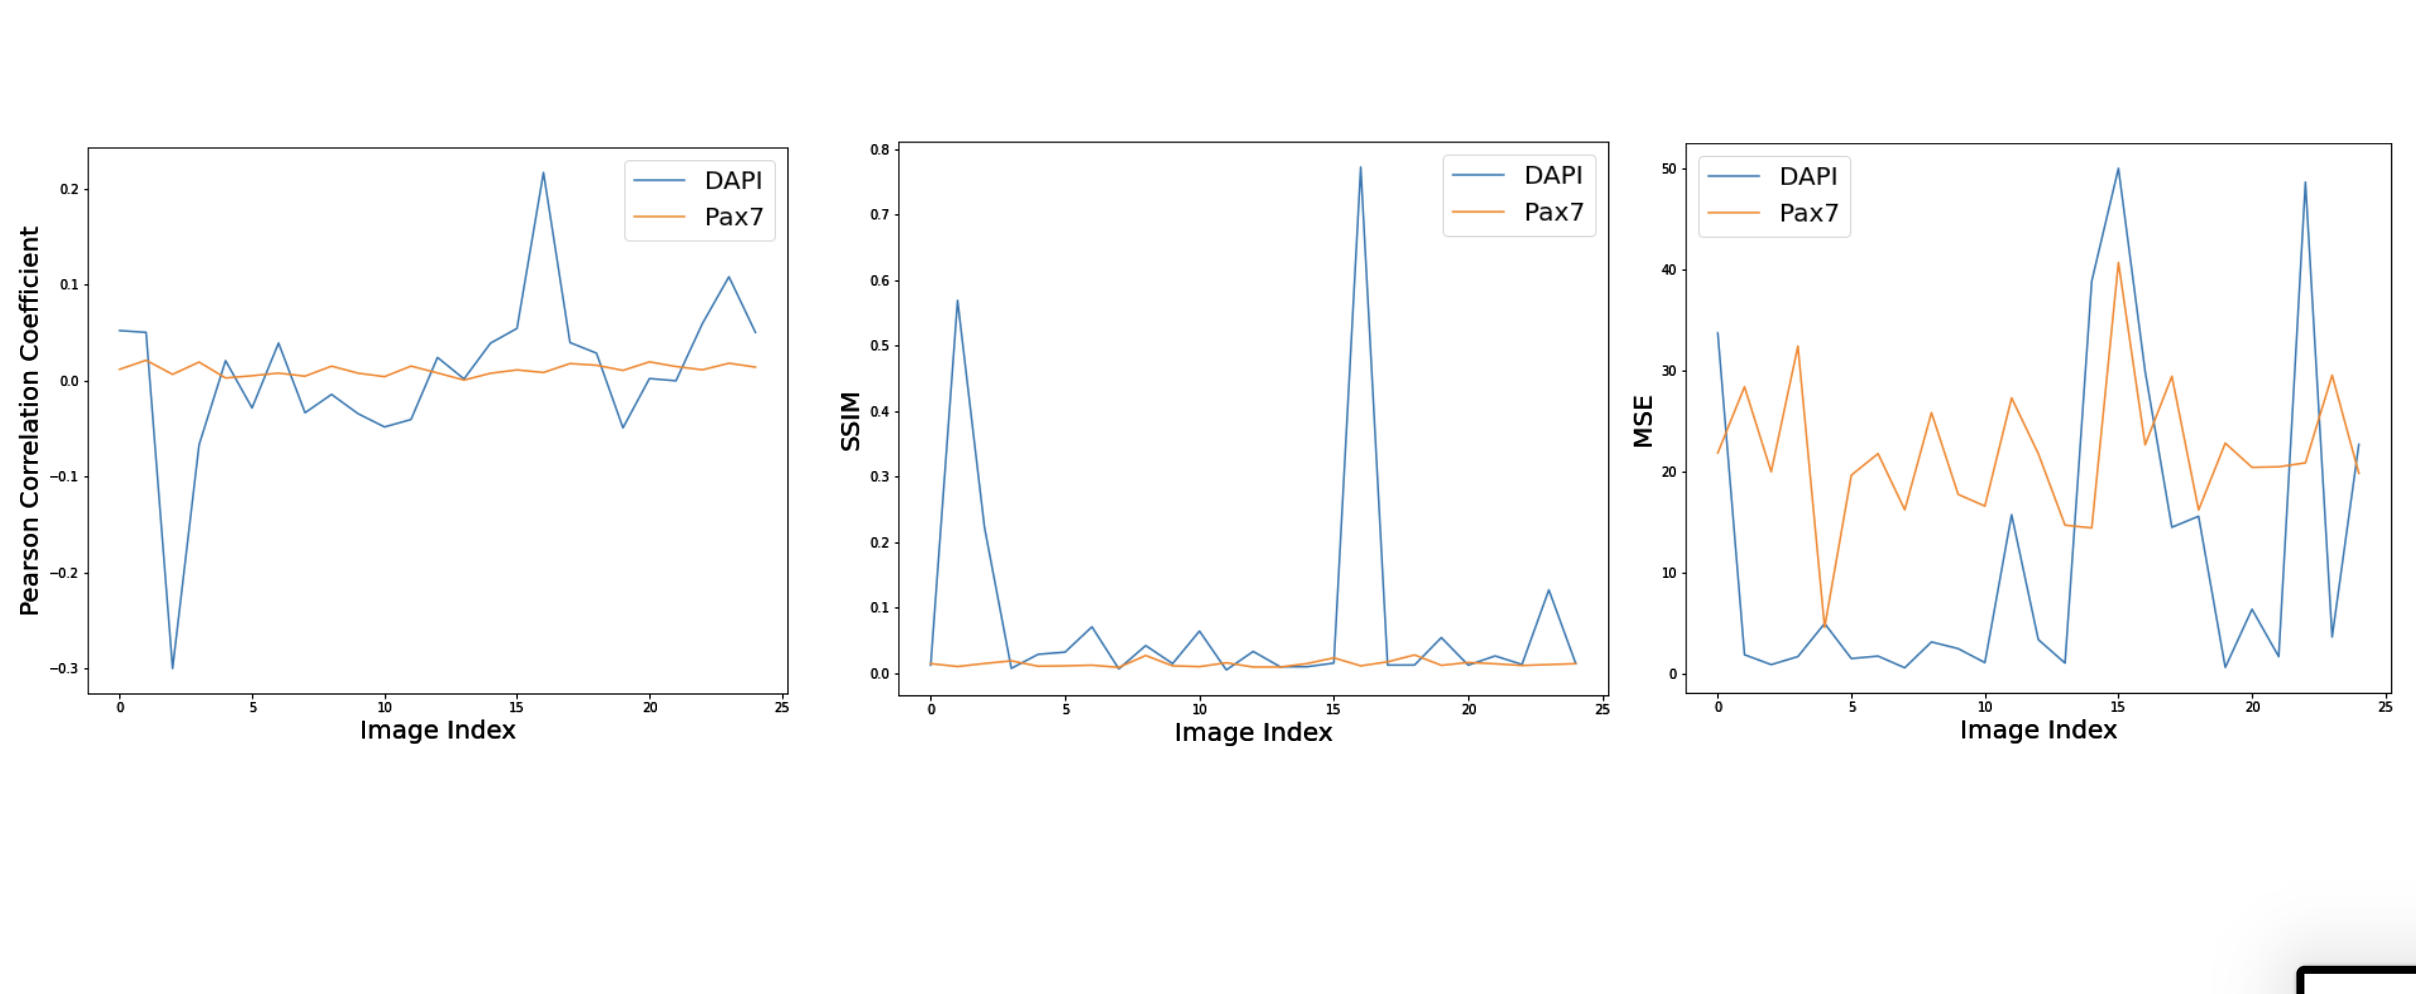 Pearson Correlation Coefficient
0.2
0.1
0.0
−0.1
−0.2
−0.3
DAPI
Pax7
0 5 10 15 20 25
Image Index
SSIM
0.8
0.7
0.6
0.5
0.4
0.3
0.2
0.1
0.0
DAPI
Pax7
0 5 10 15 20 25
Image Index
MSE
50
40
30
20
10
0
DAPI
Pax7
0 5 10 15 20 25
Image Index